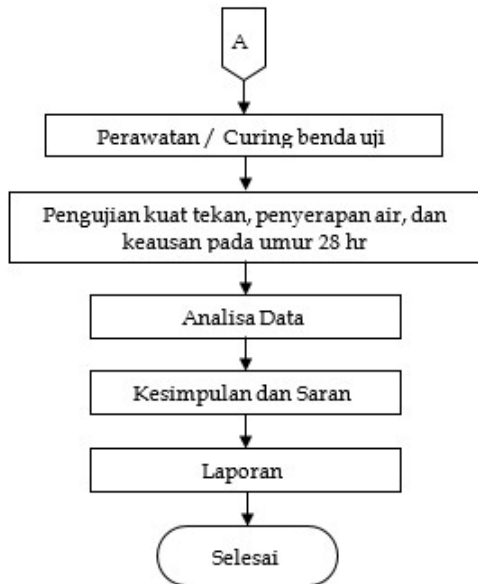 A
Perawatan / Curing benda uji
Pengujian kuat tekan, penyerapan air, dan
keausan pada umur 28 hr
Analisa Data
Kesimpulan dan Saran
Laporan
Selesai